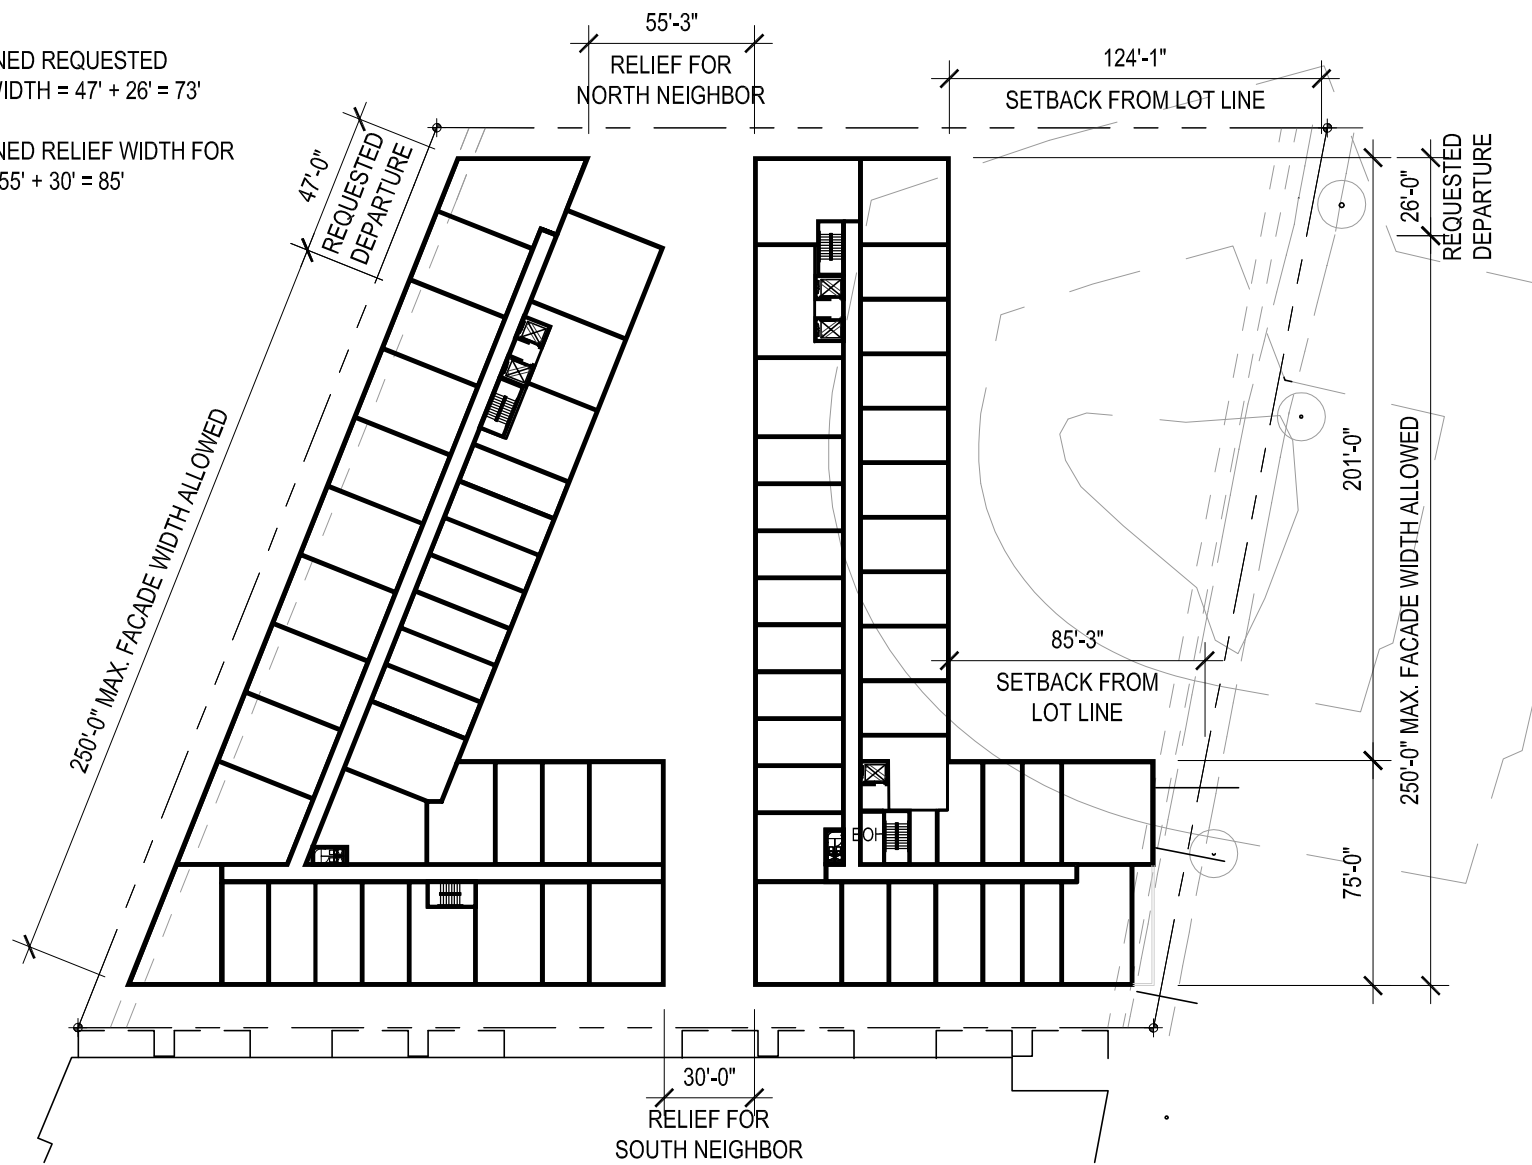 NED REQUESTED
WIDTH = 47' + 26' = 73'
NED RELIEF WIDTH FOR
55' + 30' = 85'
55'-3"
RELIEF FOR
NORTH NEIGHBOR
124'-1"
SETBACK FROM LOT LINE
47'-0"
REQUESTED
DEPARTURE
26'-0"
REQUESTED
DEPARTURE
250'-0" MAX. FACADE WIDTH ALLOWED
201'-0"
250'-0" MAX. FACADE WIDTH ALLOWED
85'-3"
SETBACK FROM
LOT LINE
BOH
75'-0"
30'-0"
RELIEF FOR
SOUTH NEIGHBOR